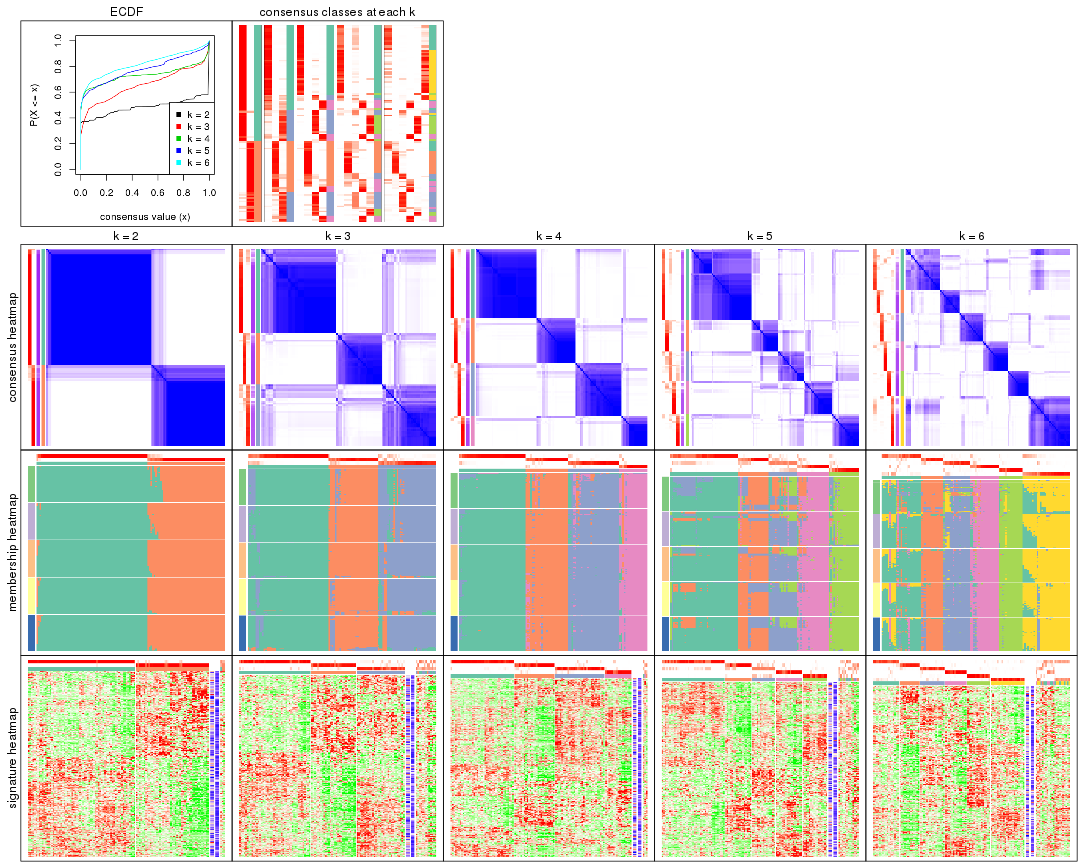 ECDF
consensus classes at each k
P(X <= x)
0.0 0.2 0.4 0.6 0.8 1.0
k = 2
k = 3
k = 4
k = 5
k = 6
0.0 0.2 0.4 0.6 0.8 1.0
consensus value (x)
k = 2
k = 3
k = 4
k = 5
k = 6
consensus heatmap
membership heatmap
signature heatmap